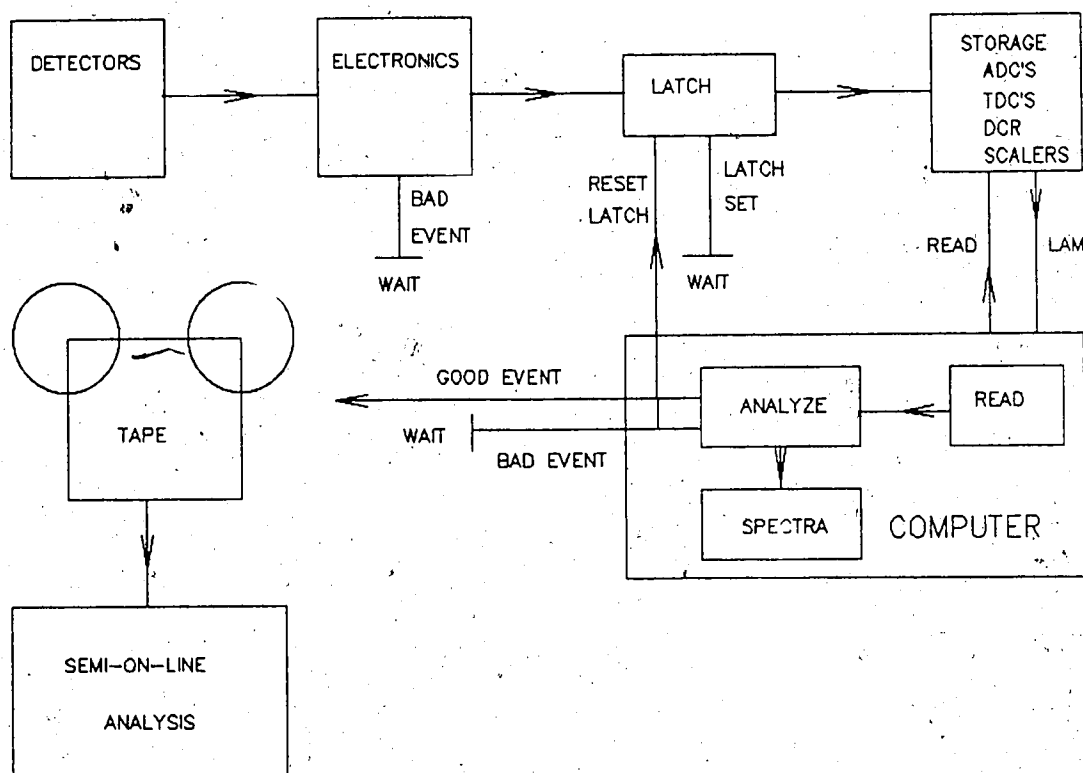 DETECTORS
ELECTRONICS
LATCH
STORAGE
ADC'S
TDC'S
DCR
SCALERS
BAD
EVENT
WAIT
RESET
LATCH
LATCH
SET
WAIT
READ
LAM
GOOD EVENT
WAIT
BAD EVENT
ANALYZE
READ
SPECTRA
COMPUTER
TAPE
SEMI-ON-LINE
ANALYSIS